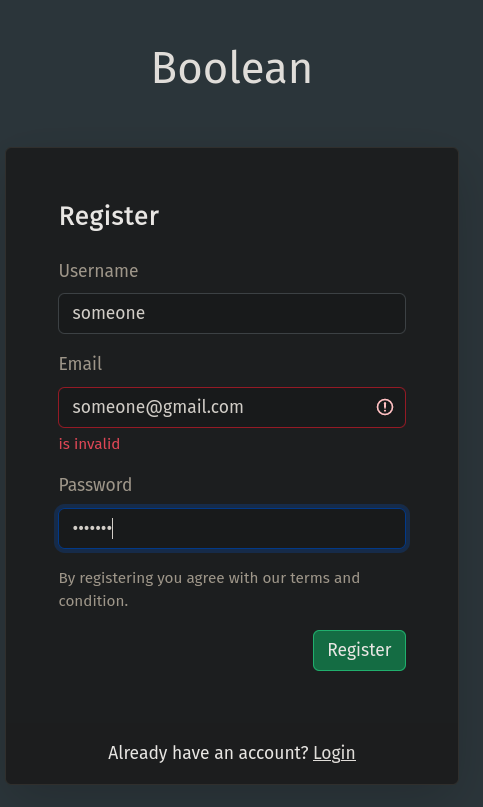 Boolean
Register
Username
someone
Email
someone@gmail.com
is invalid
Password
•••••••
By registering you agree with our terms and
condition.
Register
Already have an account? Login